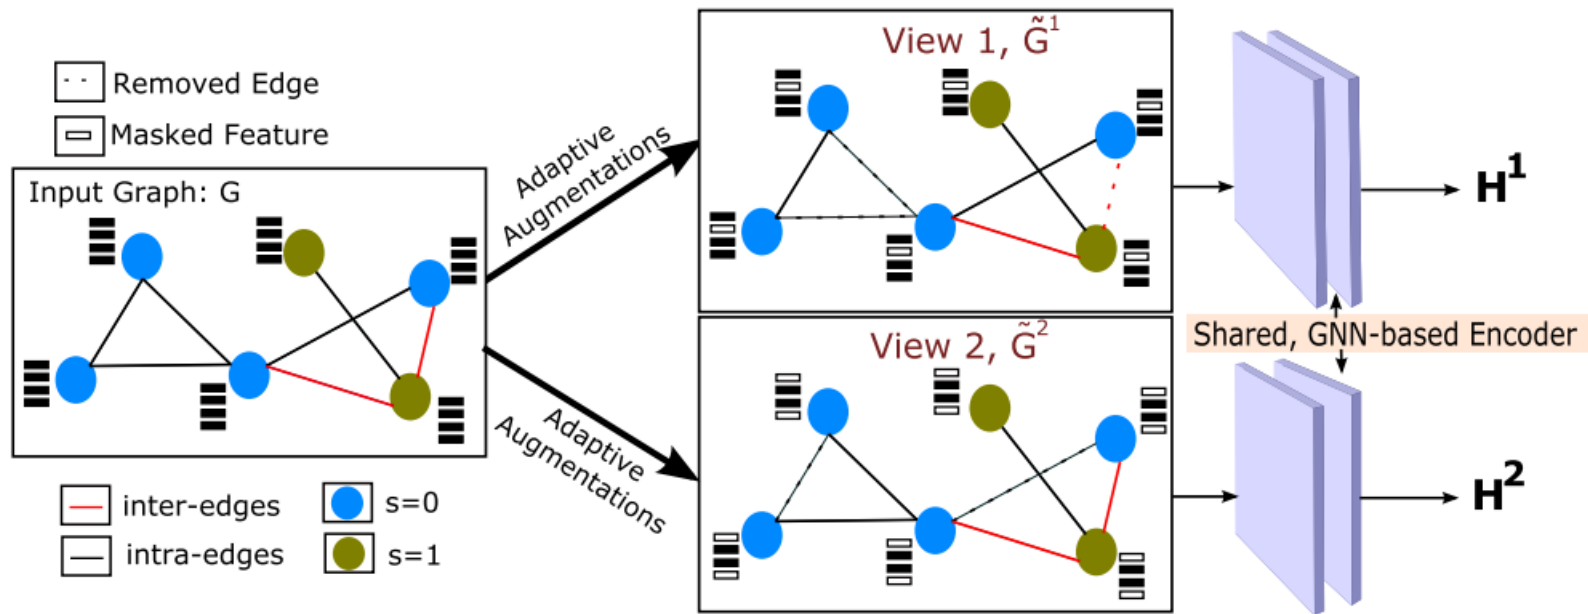 Removed Edge
Masked Feature
Input Graph: G
inter-edges
s=0
intra-edges
s=1
Adaptive
Augmentations
Adaptive
Augmentations
View 1, G̃¹
View 2, G̃²
Shared, GNN-based Encoder
H¹
H²